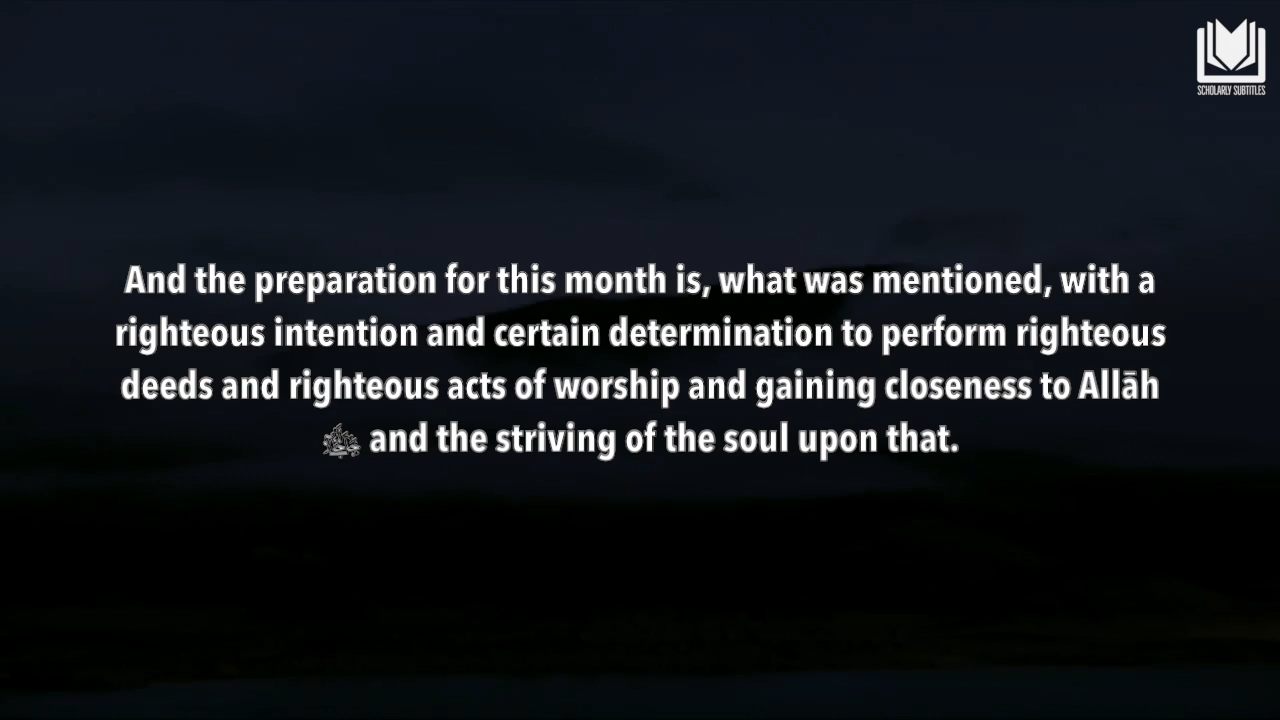 SCHOLARLY SUBTITLES
And the preparation for this month is, what was mentioned, with a
righteous intention and certain determination to perform righteous
deeds and righteous acts of worship and gaining closeness to Allāh
and the striving of the soul upon that.